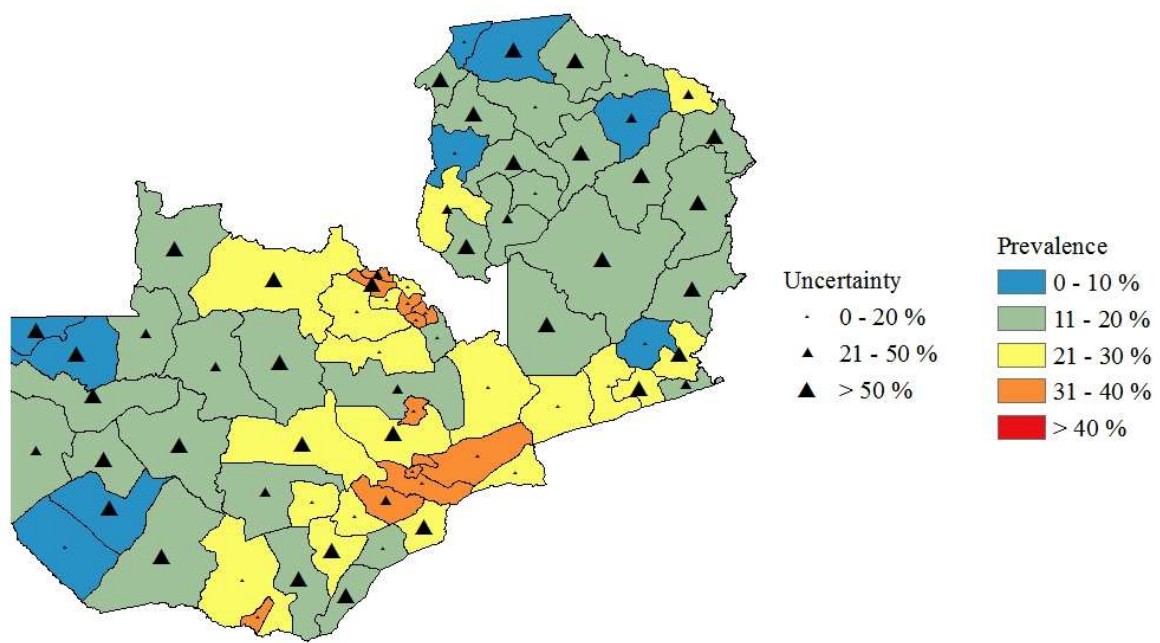 Uncertainty
0 - 20 %
21 - 50 %
> 50 %
Prevalence
0 - 10 %
11 - 20 %
21 - 30 %
31 - 40 %
> 40 %